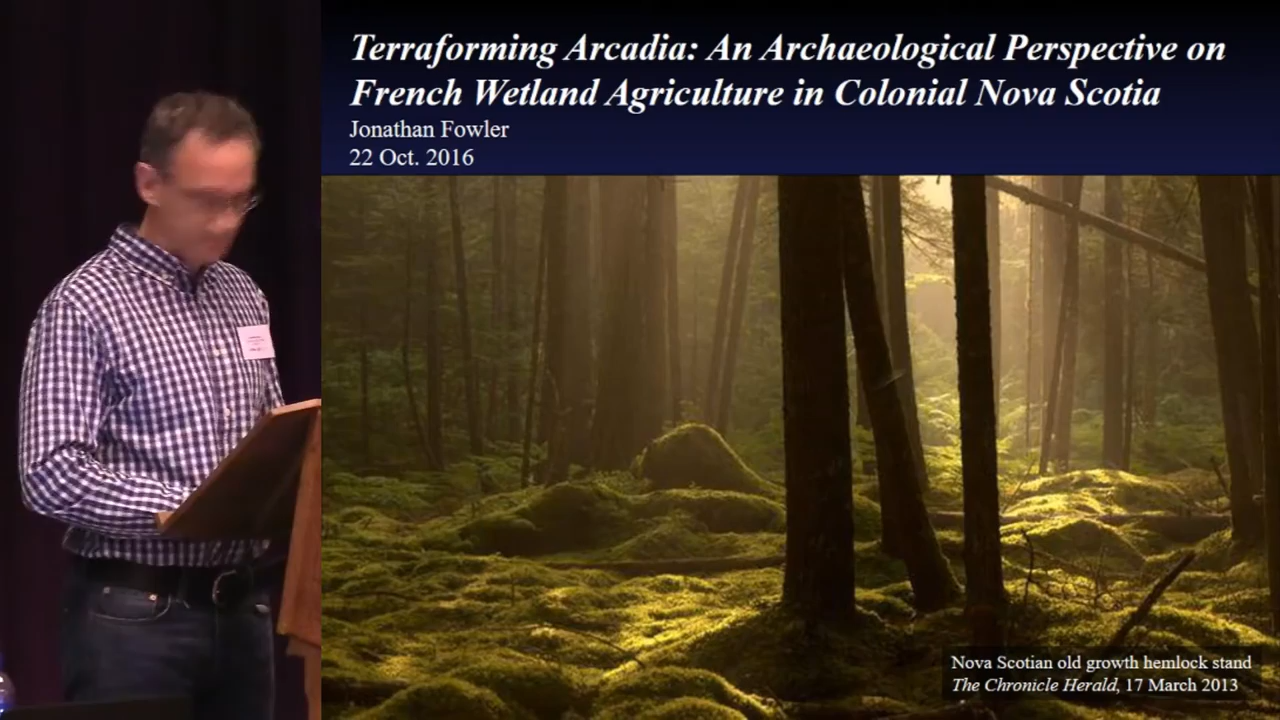 Terraforming Arcadia: An Archaeological Perspective on
French Wetland Agriculture in Colonial Nova Scotia
Jonathan Fowler
22 Oct. 2016
Nova Scotian old growth hemlock stand
The Chronicle Herald, 17 March 2013